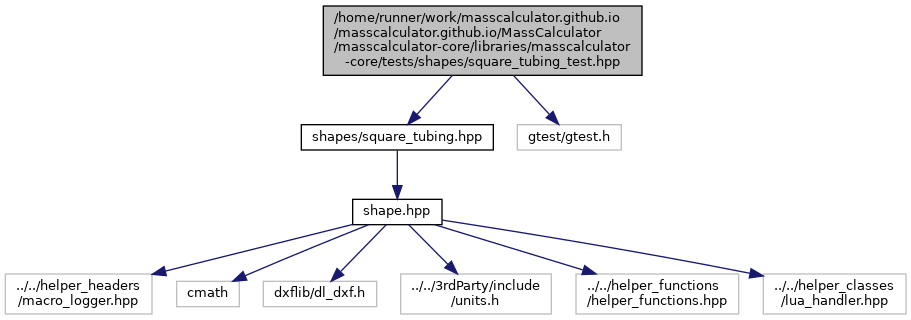 /home/runner/work/masscalculator.github.io
/masscalculator.github.io/MassCalculator
/masscalculator-core/libraries/masscalculator
-core/tests/shapes/square_tubing_test.hpp
shapes/square_tubing.hpp
gtest/gtest.h
shape.hpp
../../helper_headers
/macro_logger.hpp
cmath
dxflib/dl_dxf.h
../../3rdParty/include
/units.h
../../helper_functions
/helper_functions.hpp
../../helper_classes
/lua_handler.hpp